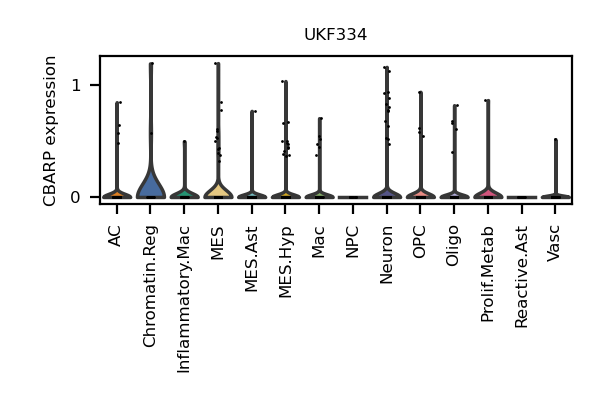 UKF334
CBARP expression
1
0
AC
Chromatin.Reg
Inflammatory.Mac
MES
MES.Ast
MES.Hyp
Mac
NPC
Neuron
OPC
Oligo
Prolif.Metab
Reactive.Ast
Vasc